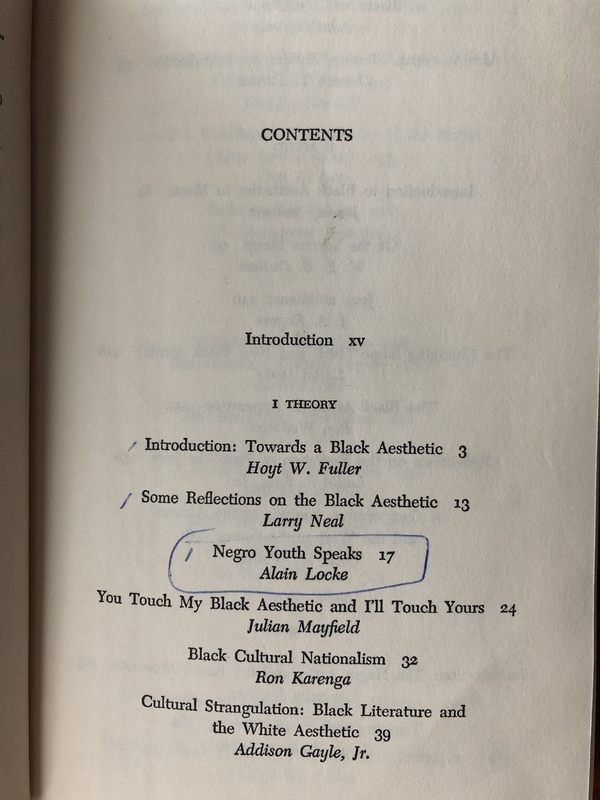 CONTENTS
Introduction xv
I THEORY
Introduction: Towards a Black Aesthetic 3
Hoyt W. Fuller
Some Reflections on the Black Aesthetic 13
Larry Neal
Negro Youth Speaks 17
Alain Locke
You Touch My Black Aesthetic and I'll Touch Yours 24
Julian Mayfield
Black Cultural Nationalism 32
Ron Karenga
Cultural Strangulation: Black Literature and
the White Aesthetic 39
Addison Gayle, Jr.